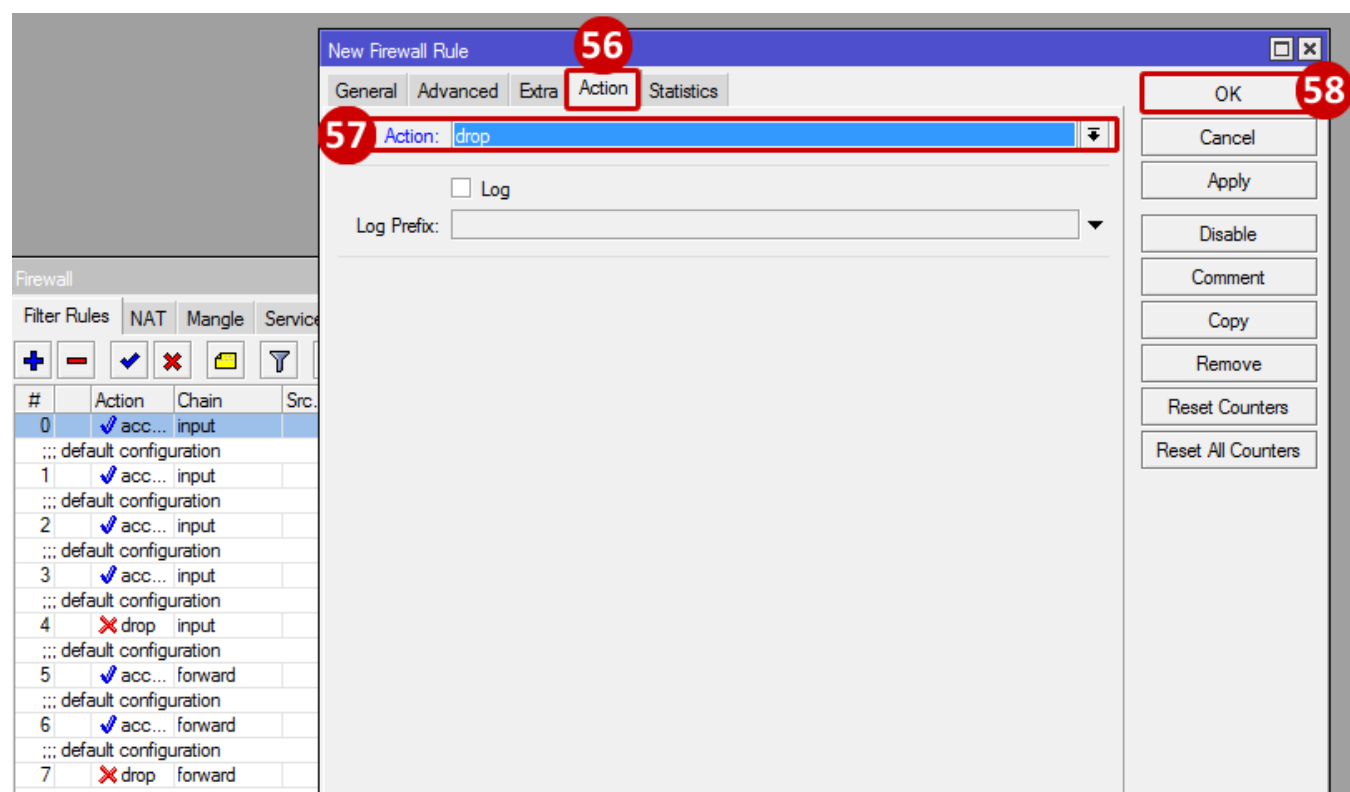 New Firewall Rule
56
General Advanced Extra Action Statistics
OK
58
57
Action: drop
Cancel
Log
Apply
Log Prefix:
Disable
Comment
Copy
Remove
Reset Counters
Reset All Counters
Firewall
Filter Rules NAT Mangle Service
# Action Chain Src.
0 acc... input
;;; default configuration
1 acc... input
;;; default configuration
2 acc... input
;;; default configuration
3 acc... input
;;; default configuration
4 drop input
;;; default configuration
5 acc... forward
;;; default configuration
6 acc... forward
;;; default configuration
7 drop forward